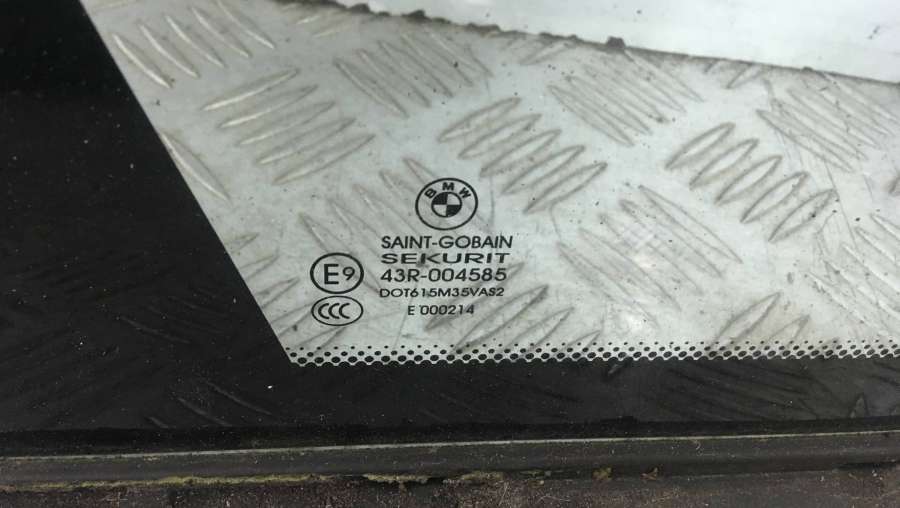 BMW
SAINT-GOBAIN
SEKURIT
E9
43R-004585
CCC
DOT615M35VAS2
E 000214